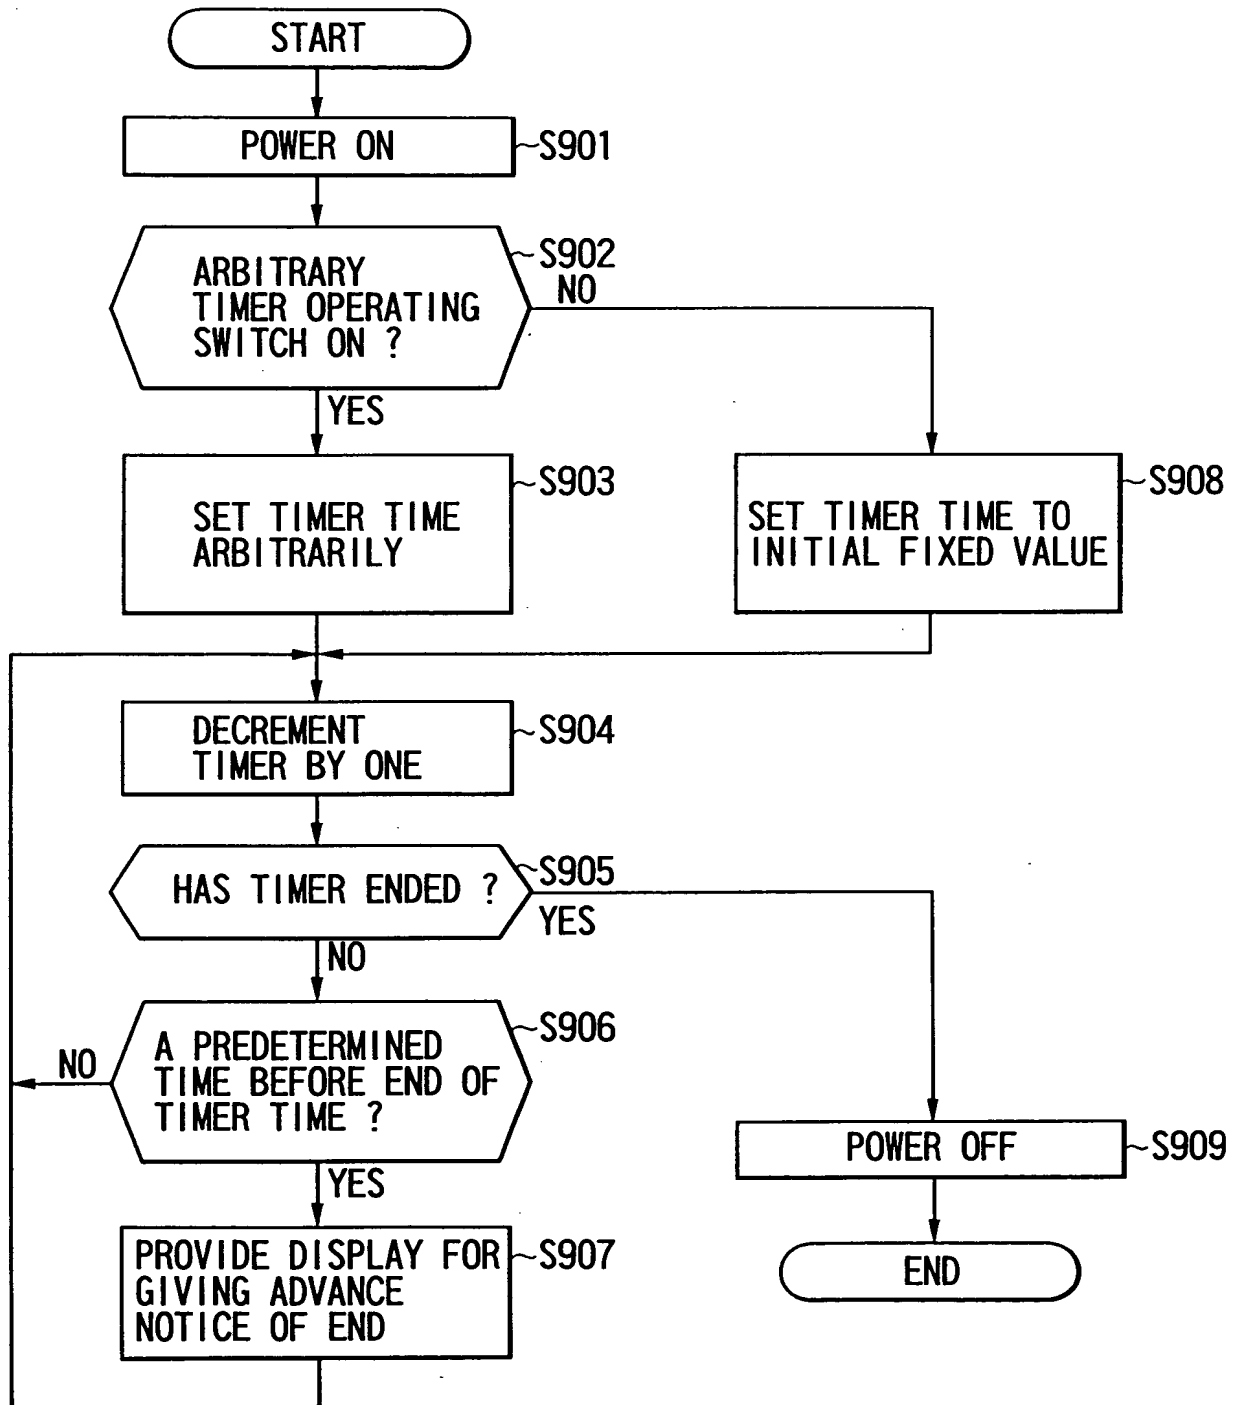 START
POWER ON
S901
ARBITRARY
TIMER OPERATING
SWITCH ON ?
S902
NO
YES
SET TIMER TIME
ARBITRARILY
S903
SET TIMER TIME TO
INITIAL FIXED VALUE
S908
DECREMENT
TIMER BY ONE
S904
HAS TIMER ENDED ?
S905
YES
NO
A PREDETERMINED
TIME BEFORE END OF
TIMER TIME ?
S906
NO
YES
POWER OFF
S909
PROVIDE DISPLAY FOR
GIVING ADVANCE
NOTICE OF END
S907
END